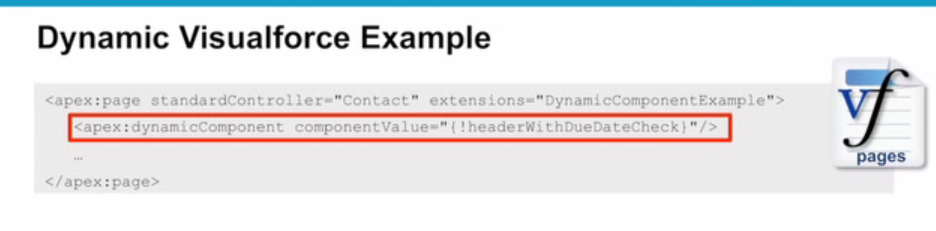 Dynamic Visualforce Example
<apex:page standardController="Contact" extensions="DynamicComponentExample">
<apex:dynamicComponent componentValue="{!headerWithDueDateCheck}"/>
…
</apex:page>
vf
pages